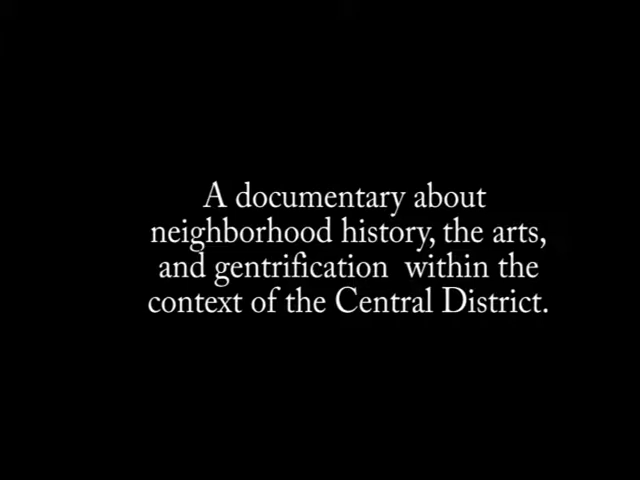 A documentary about
neighborhood history, the arts,
and gentrification  within the
context of the Central District.